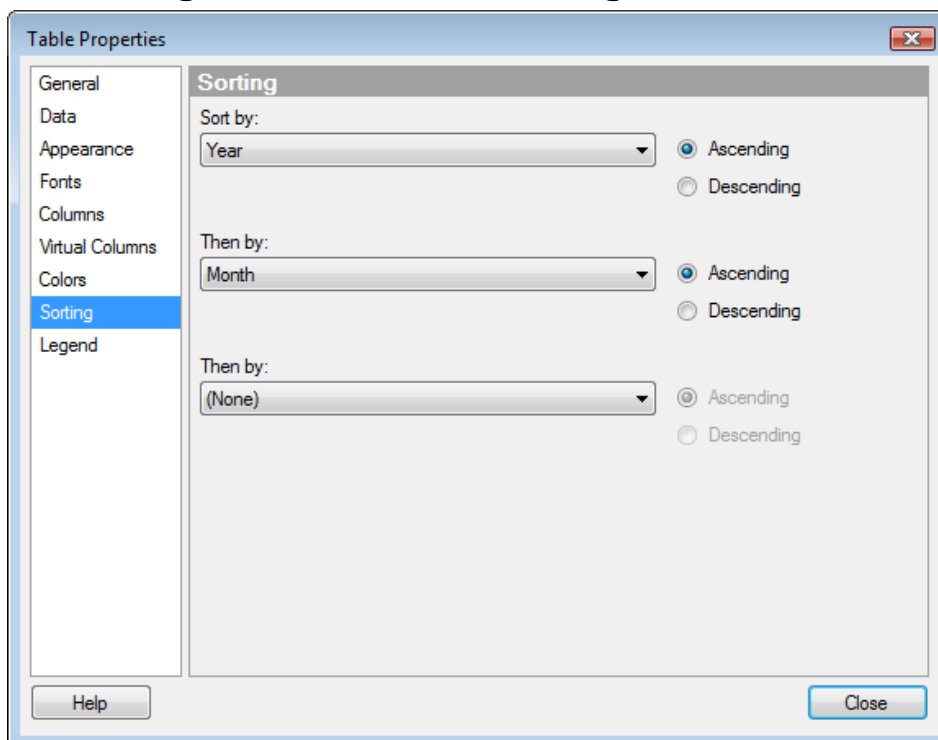 Table Properties
General
Data
Appearance
Fonts
Columns
Virtual Columns
Colors
Sorting
Legend
Sorting
Sort by:
Year
Ascending
Descending
Then by:
Month
Ascending
Descending
Then by:
(None)
Ascending
Descending
Help
Close